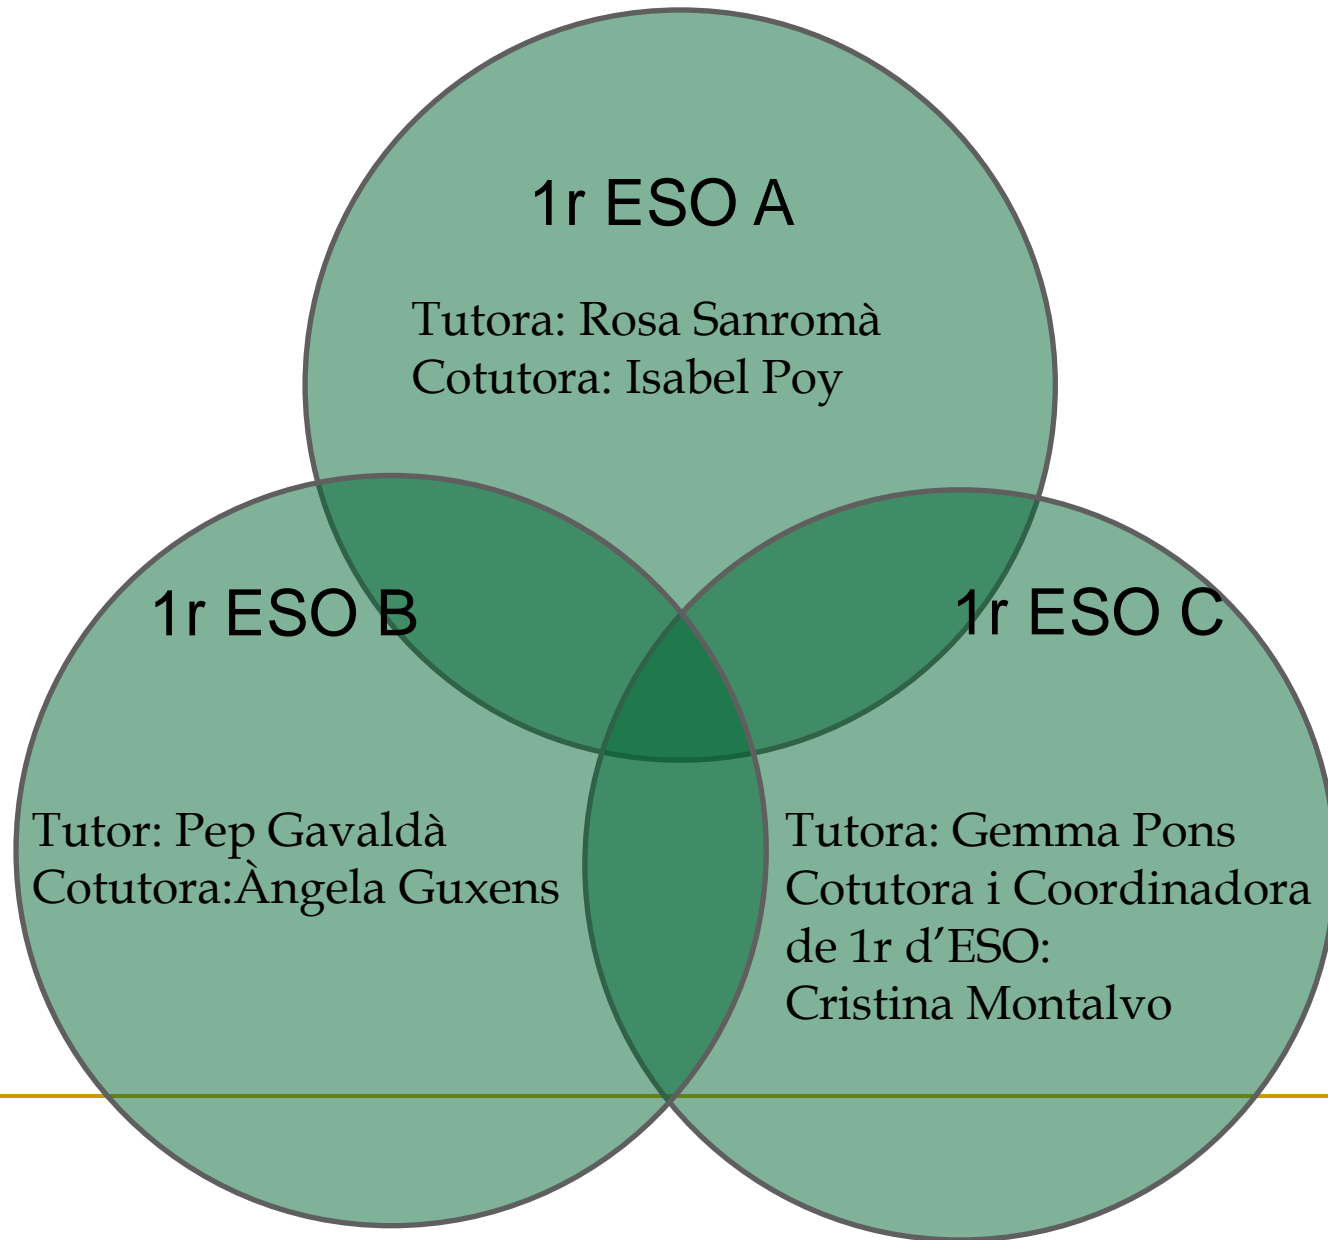 1r ESO A
Tutora: Rosa Sanromà
Cotutora: Isabel Poy
1r ESO B
Tutor: Pep Gavaldà
Cotutora:Àngela Guxens
1r ESO C
Tutora: Gemma Pons
Cotutora i Coordinadora
de 1r d’ESO:
Cristina Montalvo